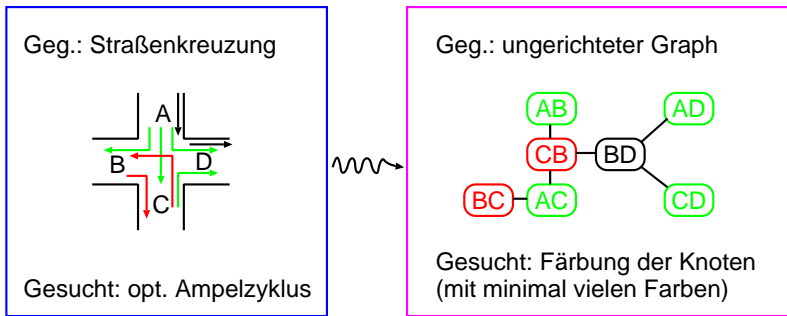 Geg.: Straßenkreuzung
A
B
D
C
Gesucht: opt. Ampelzyklus
Geg.: ungerichteter Graph
AB
AD
CB
BD
BC
AC
CD
Gesucht: Färbung der Knoten
(mit minimal vielen Farben)